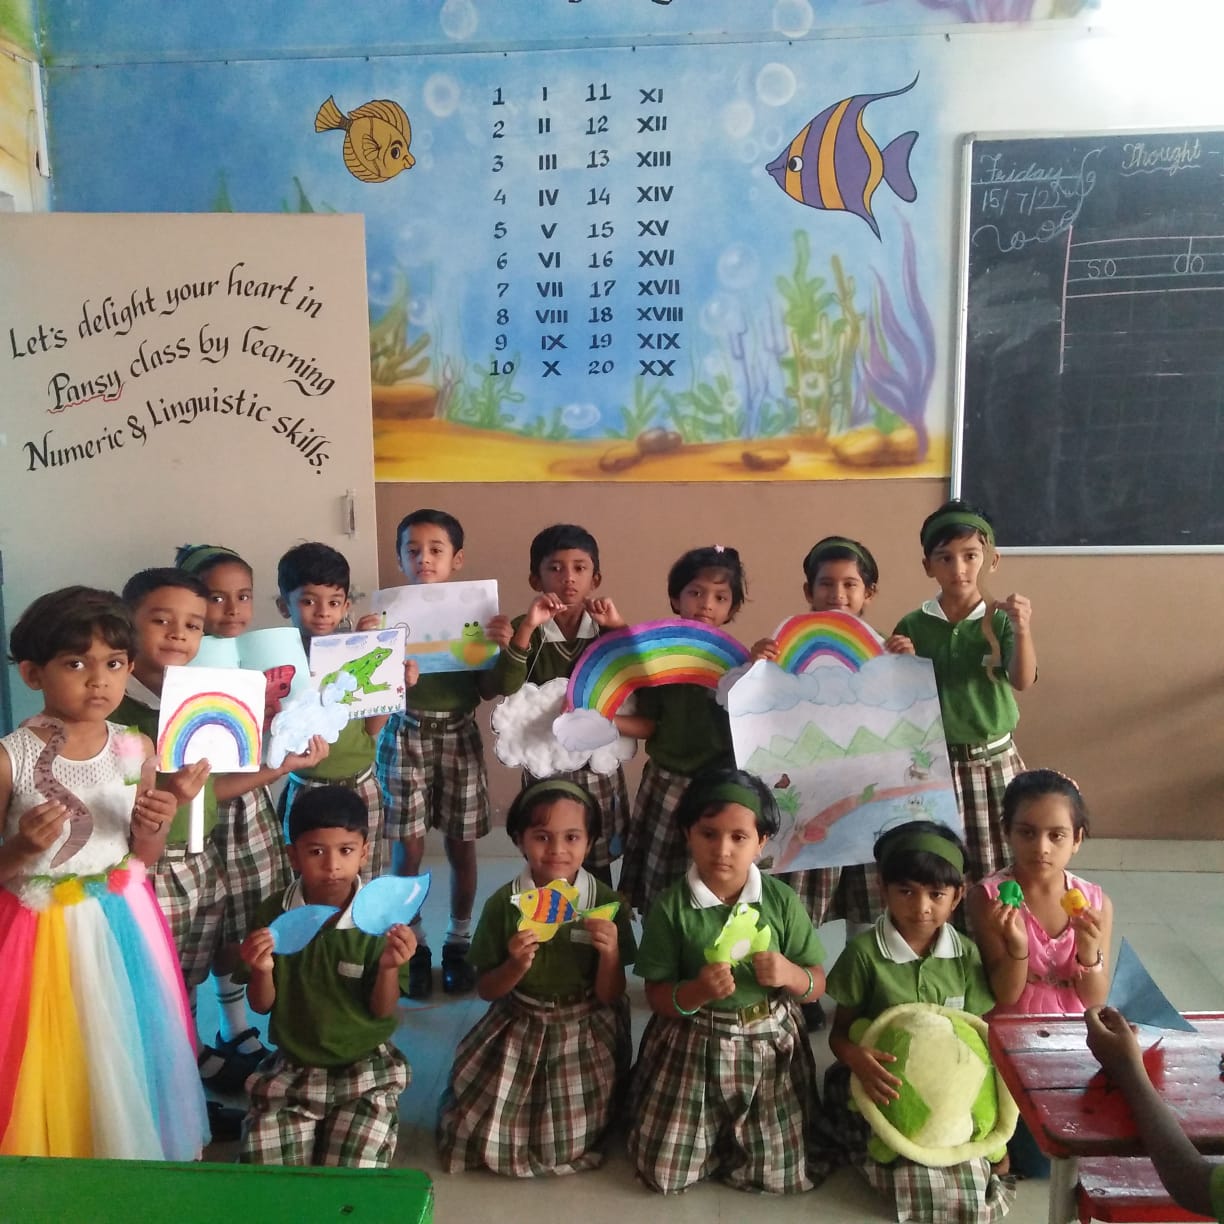 1 I 11 XI
2 II 12 XII
3 III 13 XIII
4 IV 14 XIV
5 V 15 XV
6 VI 16 XVI
7 VII 17 XVII
8 VIII 18 XVIII
9 IX 19 XIX
10 X 20 XX
Let's delight your heart in
Pansy class by learning
Numeric & Linguistic skills.
Friday
15/7/22
Thought -
so do